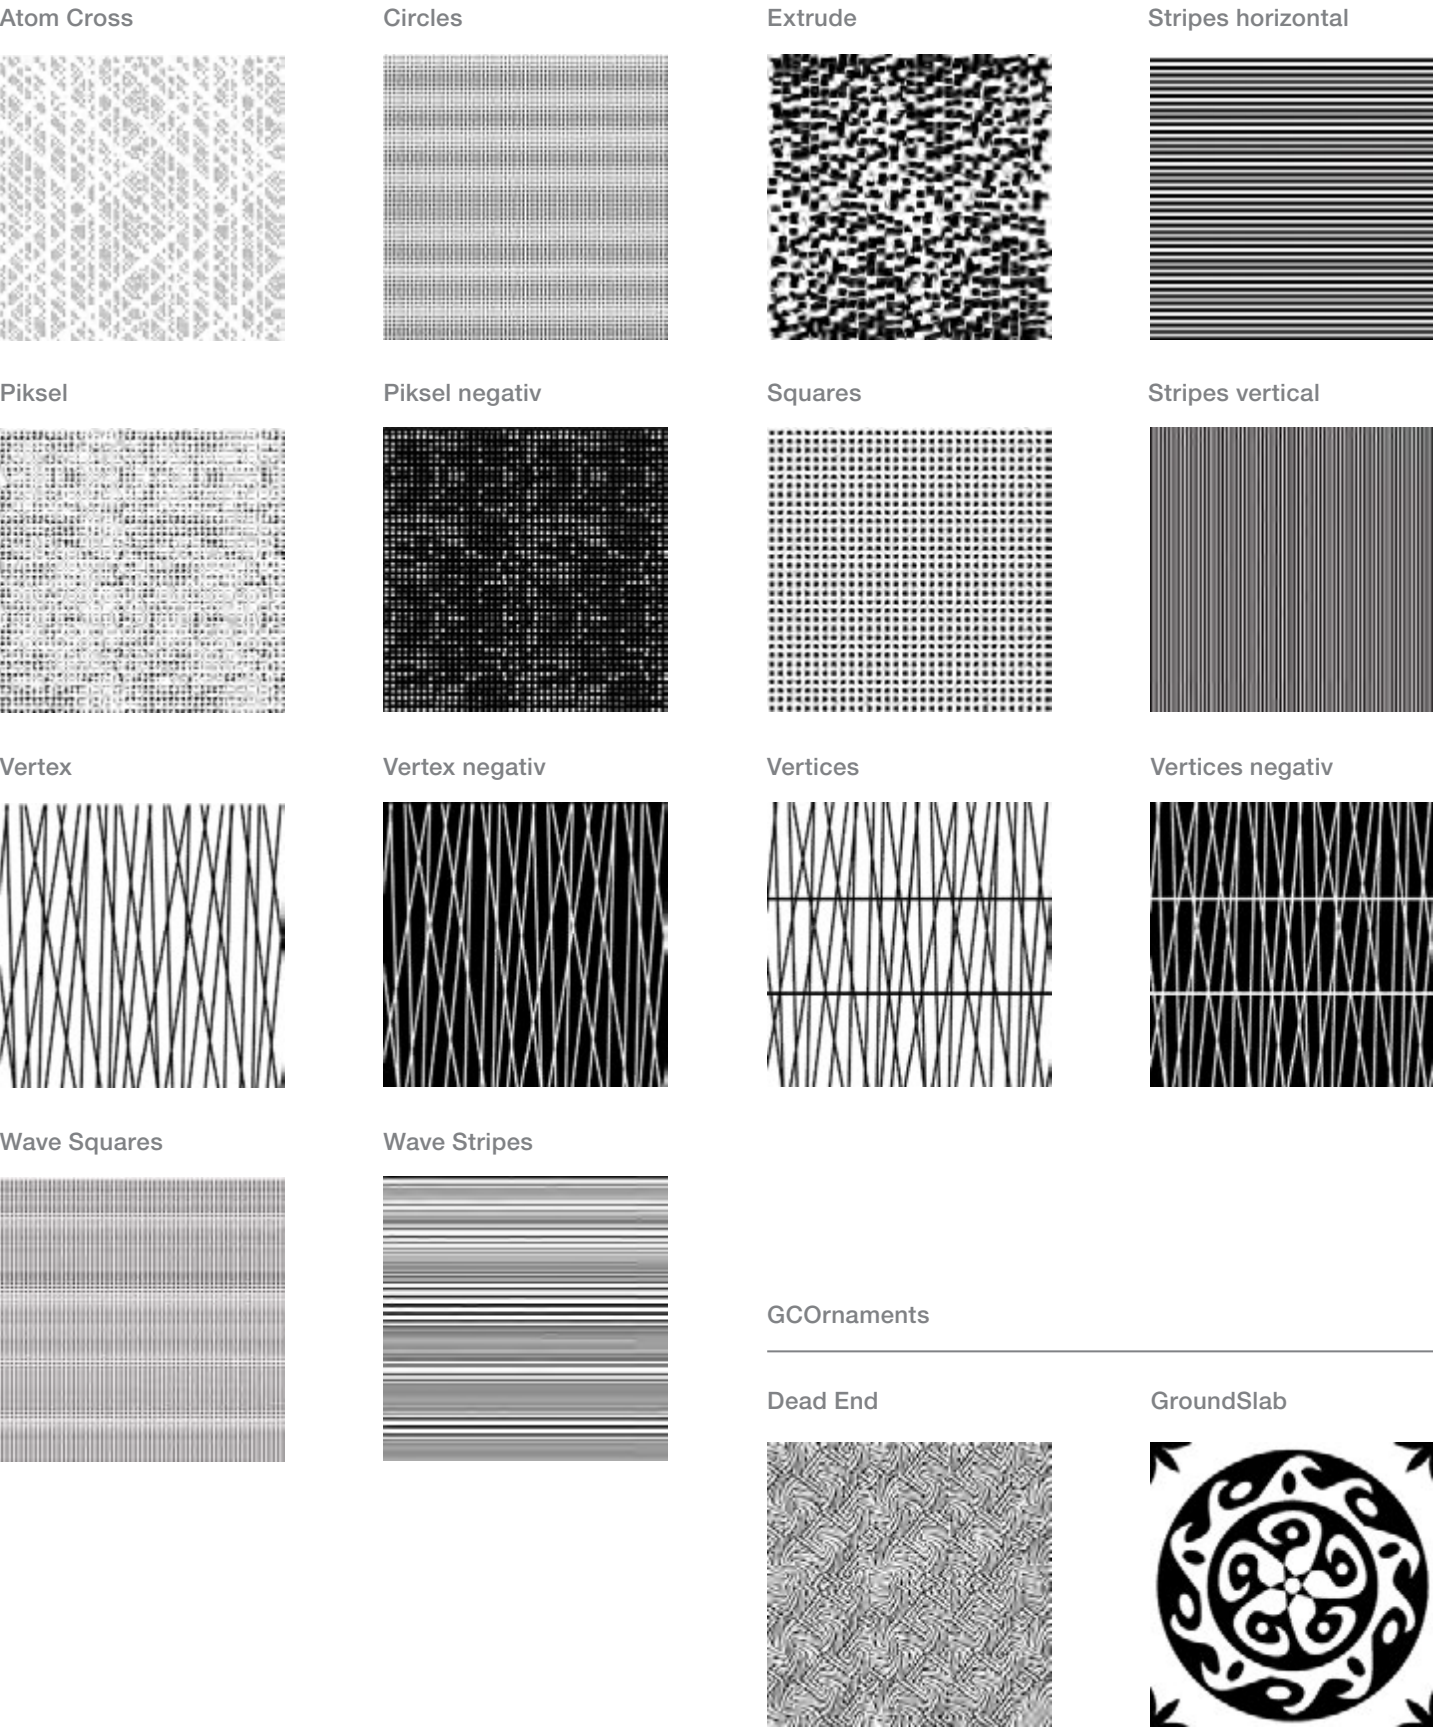 Atom Cross
Circles
Extrude
Stripes horizontal
Piksel
Piksel negativ
Squares
Stripes vertical
Vertex
Vertex negativ
Vertices
Vertices negativ
Wave Squares
Wave Stripes
GCOrnaments
Dead End
GroundSlab